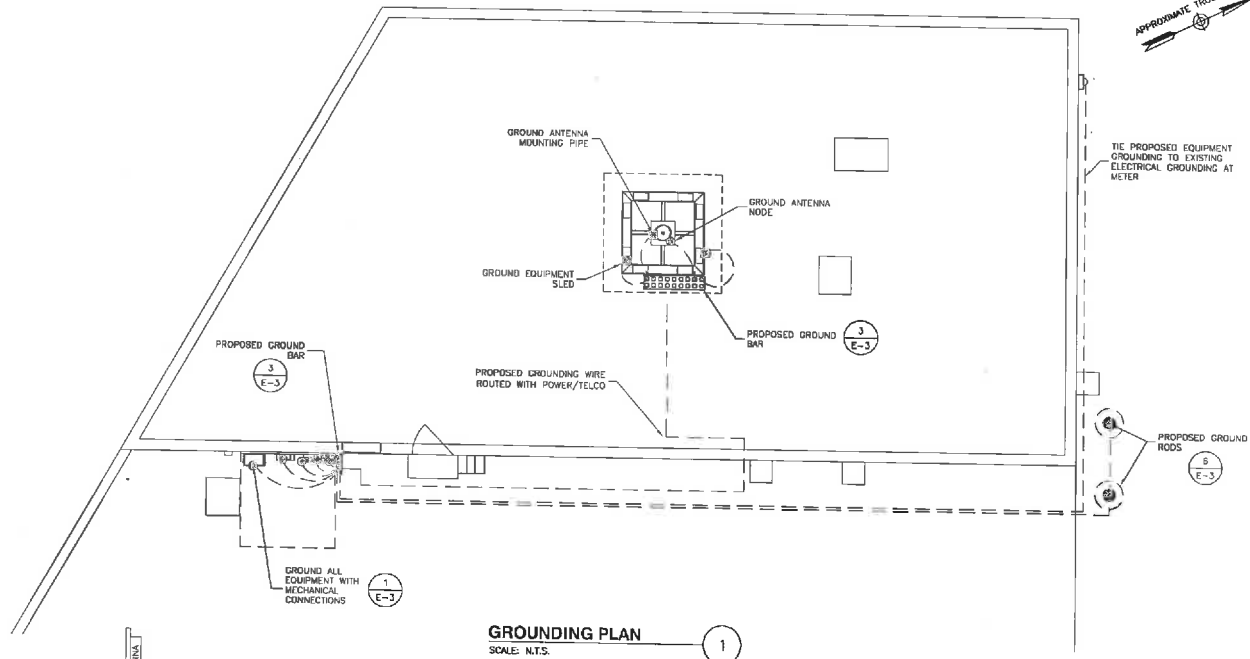 APPROXIMATE
GROUND ANTENNA
MOUNTING PIPE
TIE PROPOSED EQUIPMENT
GROUNDING TO EXISTING
ELECTRICAL GROUNDING AT
METER
GROUND ANTENNA
NODE
GROUND EQUIPMENT
SLED
PROPOSED GROUND
BAR
3
E-3
PROPOSED GROUND
BAR
3
E-3
PROPOSED GROUNDING WIRE
ROUTED WITH POWER/TELCO
PROPOSED GROUND
RODS
6
E-3
GROUND ALL
EQUIPMENT WITH
MECHANICAL
CONNECTIONS
1
E-3
GROUNDING PLAN
SCALE: N.T.S.
1